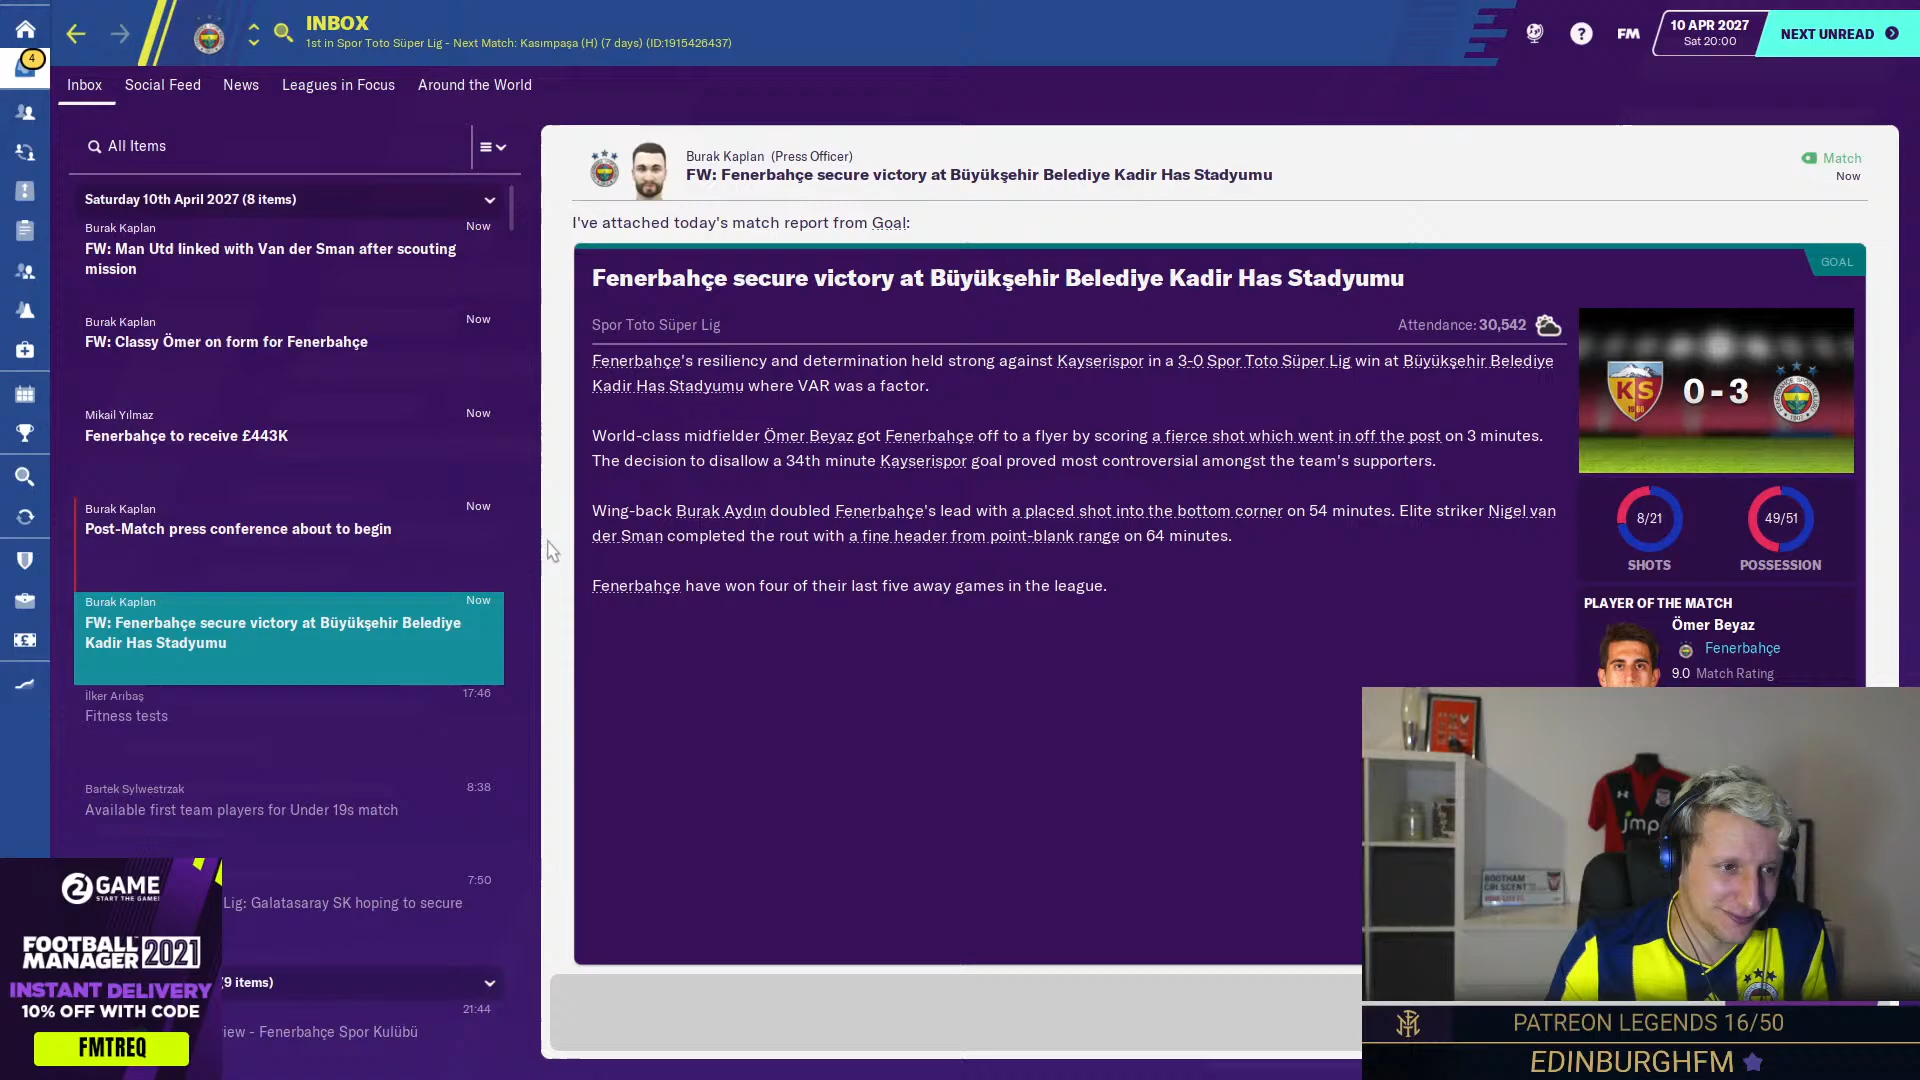 4
INBOX
1st in Spor Toto Süper Lig - Next Match: Kasımpaşa (H) (7 days) (ID:1915426437)
?
FM
10 APR 2027
Sat 20:00
NEXT UNREAD
Inbox
Social Feed
News
Leagues in Focus
Around the World
All Items
Saturday 10th April 2027 (8 items)
Burak Kaplan
Now
FW: Man Utd linked with Van der Sman after scouting
mission
Burak Kaplan
Now
FW: Classy Ömer on form for Fenerbahçe
Mikail Yılmaz
Now
Fenerbahçe to receive £443K
Burak Kaplan
Now
Post-Match press conference about to begin
Burak Kaplan
Now
FW: Fenerbahçe secure victory at Büyükşehir Belediye
Kadir Has Stadyumu
İlker Arıbaş
17:46
Fitness tests
Bartek Sylwestrzak
8:38
Available first team players for Under 19s match
7:50
Lig: Galatasaray SK hoping to secure
9 items)
21:44
iew - Fenerbahçe Spor Kulübü
Burak Kaplan (Press Officer)
FW: Fenerbahçe secure victory at Büyükşehir Belediye Kadir Has Stadyumu
Match
Now
I've attached today's match report from Goal:
GOAL
Fenerbahçe secure victory at Büyükşehir Belediye Kadir Has Stadyumu
Spor Toto Süper Lig
Attendance: 30,542
Fenerbahçe's resiliency and determination held strong against Kayserispor in a 3-0 Spor Toto Süper Lig win at Büyükşehir Belediye
Kadir Has Stadyumu where VAR was a factor.
World-class midfielder Ömer Beyaz got Fenerbahçe off to a flyer by scoring a fierce shot which went in off the post on 3 minutes.
The decision to disallow a 34th minute Kayserispor goal proved most controversial amongst the team's supporters.
Wing-back Burak Aydın doubled Fenerbahçe's lead with a placed shot into the bottom corner on 54 minutes. Elite striker Nigel van
der Sman completed the rout with a fine header from point-blank range on 64 minutes.
Fenerbahçe have won four of their last five away games in the league.
KS
0 - 3
8/21
SHOTS
49/51
POSSESSION
PLAYER OF THE MATCH
Ömer Beyaz
Fenerbahçe
9.0 Match Rating
2GAME
START THE GAME!
FOOTBALL
MANAGER 2021
INSTANT DELIVERY
10% OFF WITH CODE
FMTREQ
jmp
BOOTHAM
CRESCENT
PATREON LEGENDS 16/50
EDINBURGHFM